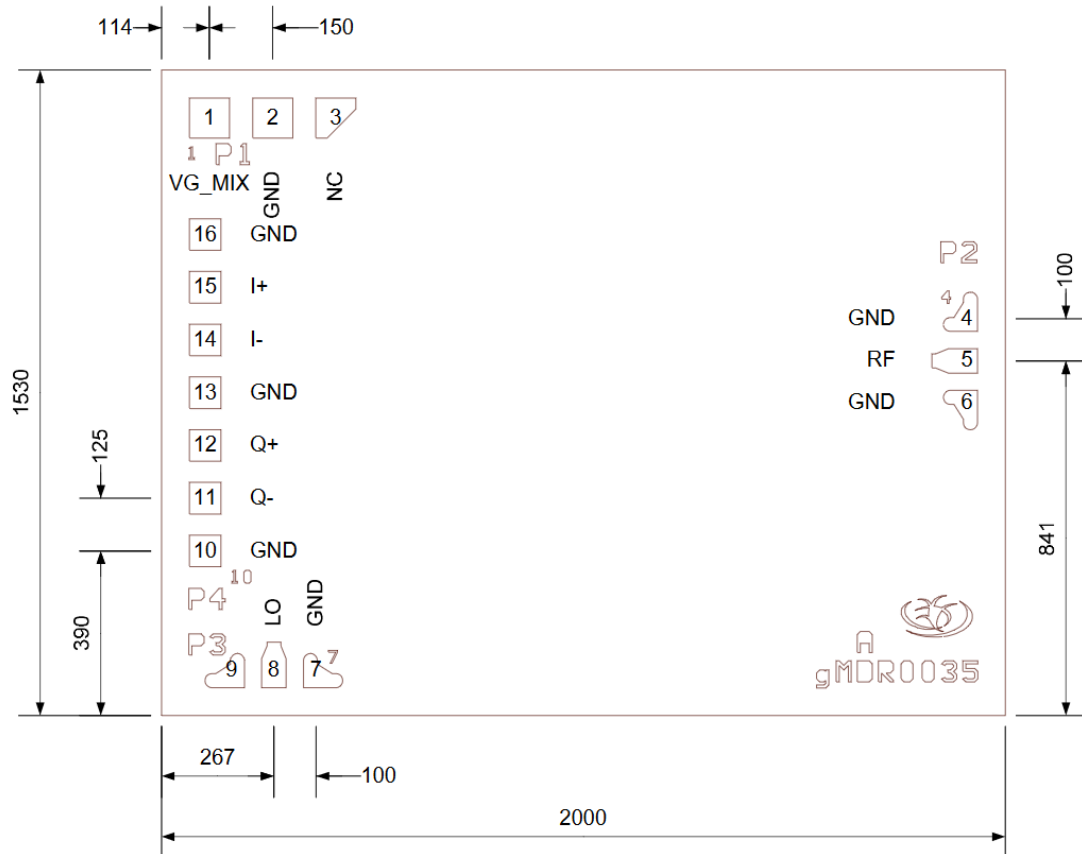 114 150
1 2 3
1 P1
VG_MIX GND NC
16 GND
15 I+
14 I-
13 GND
12 Q+
11 Q-
10 GND
10
P4
LO GND
P3
9 8 7 7
P2
4
GND 4
RF 5
GND 6
100
841
1530
125
390
A
gMDR0035
267 100
2000